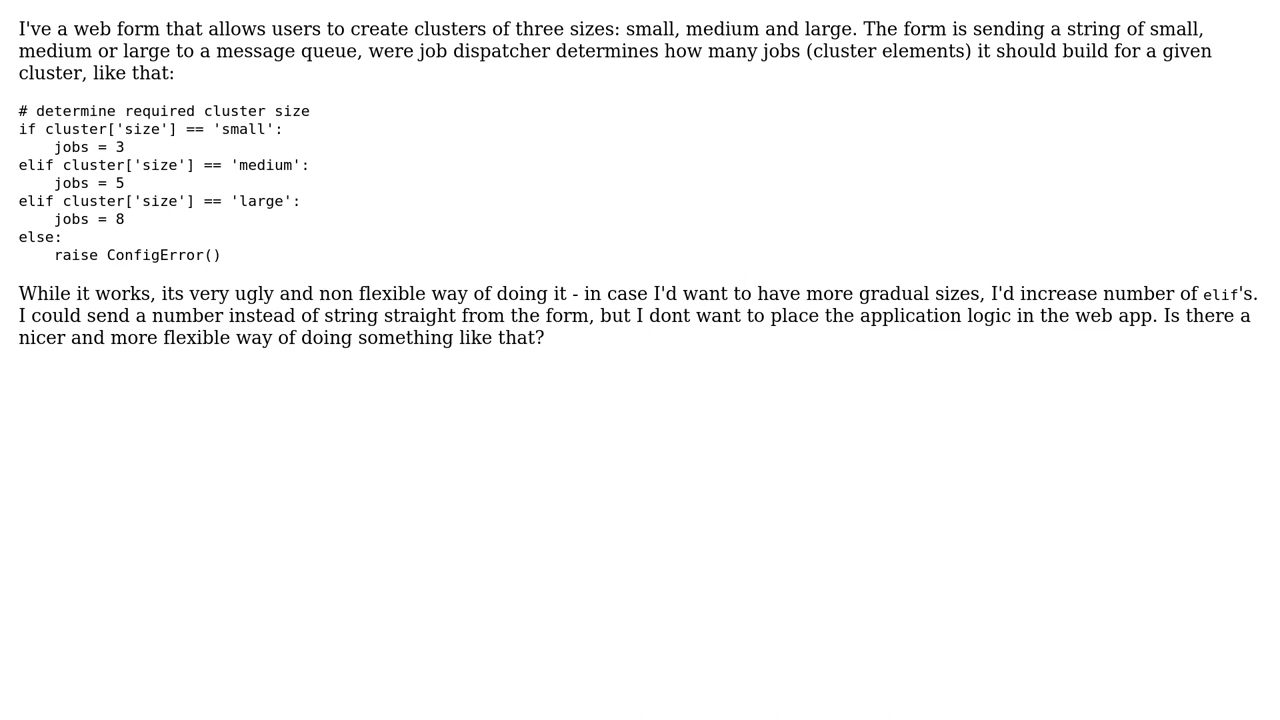 I've a web form that allows users to create clusters of three sizes: small, medium and large. The form is sending a string of small,
medium or large to a message queue, were job dispatcher determines how many jobs (cluster elements) it should build for a given
cluster, like that:
# determine required cluster size
if cluster['size'] == 'small':
    jobs = 3
elif cluster['size'] == 'medium':
    jobs = 5
elif cluster['size'] == 'large':
    jobs = 8
else:
    raise ConfigError()
While it works, its very ugly and non flexible way of doing it - in case I'd want to have more gradual sizes, I'd increase number of elif's.
I could send a number instead of string straight from the form, but I dont want to place the application logic in the web app. Is there a
nicer and more flexible way of doing something like that?